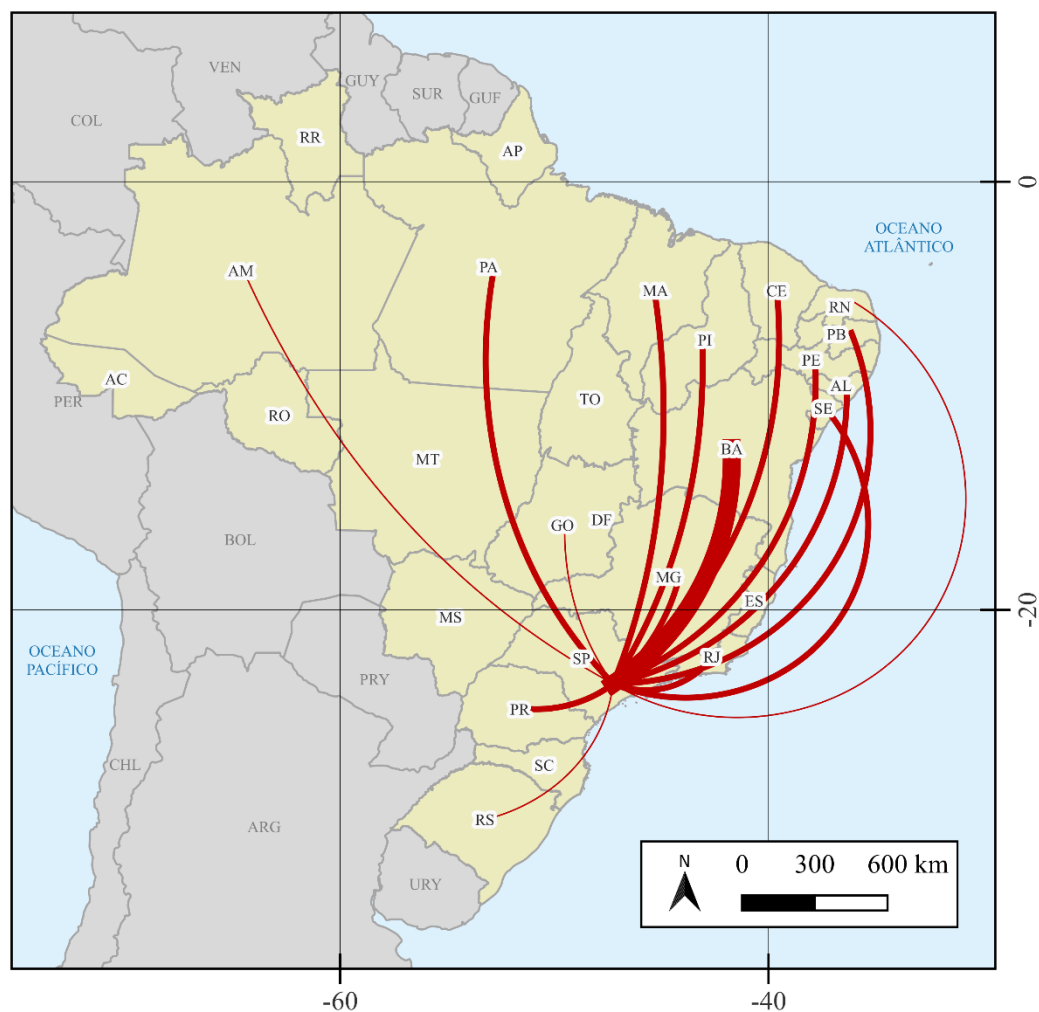 VEN
GUY
SUR
GUF
COL
RR
AP
0
OCEANO
ATLÂNTICO
AM
PA
MA
CE
RN
PB
PI
PE
AL
AC
PER
SE
RO
TO
MT
BA
GO
DF
BOL
MG
ES
-20
MS
OCEANO
PACÍFICO
SP
RJ
PRY
PR
CHL
SC
RS
ARG
URY
N
0 300 600 km
-60
-40